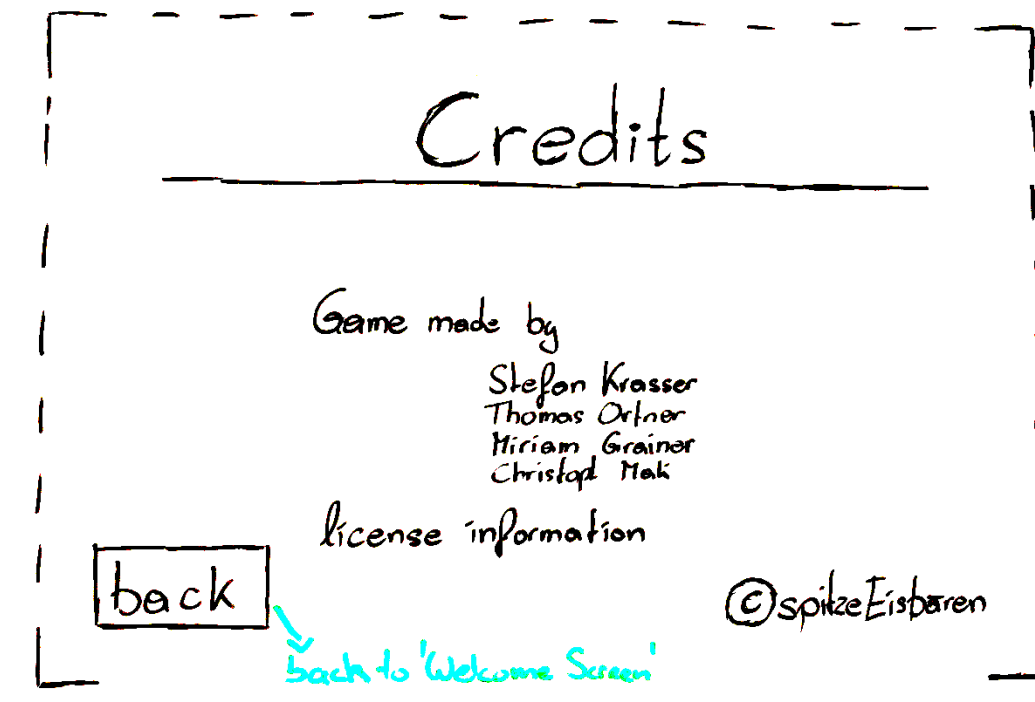 Credits
Game made by
Stefan Krasser
Thomas Ortner
Miriam Grainer
Christoph
license information
back
©spitzeEisbären
back to 'Welcome Screen'